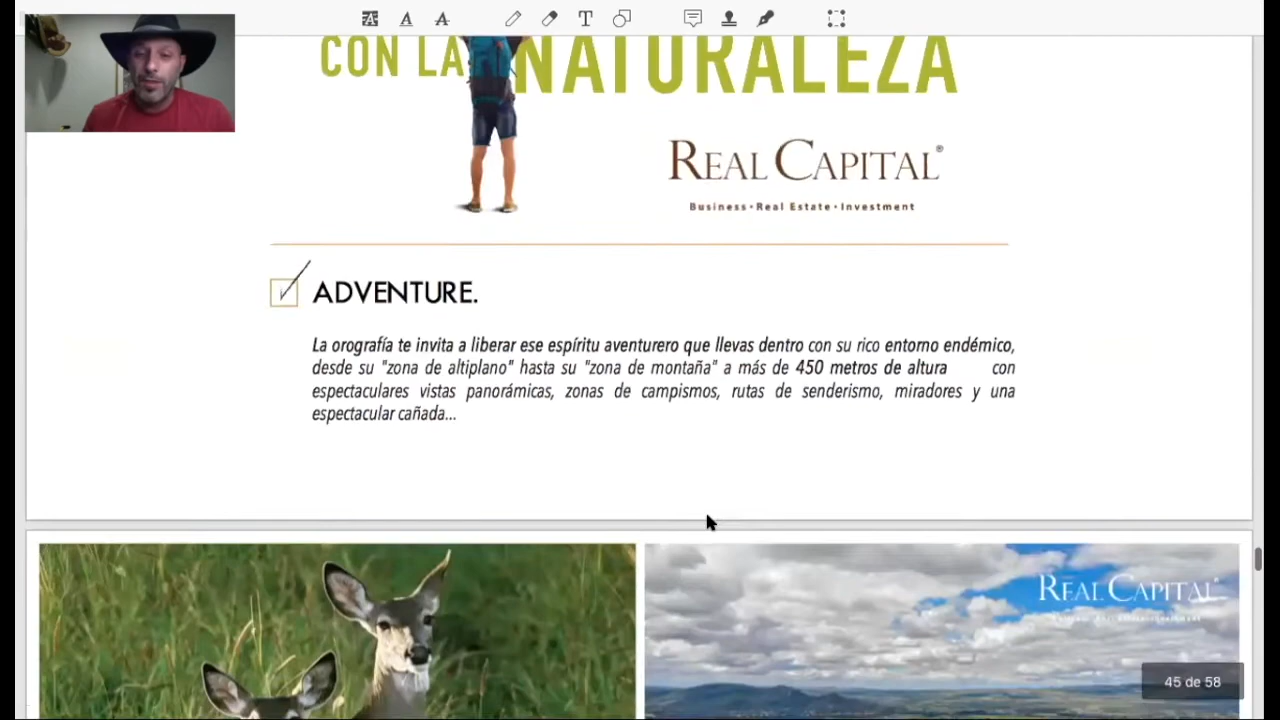 CON LA NATURALEZA
REAL CAPITAL®
Business • Real Estate • Investment
ADVENTURE.
La orografía te invita a liberar ese espíritu aventurero que llevas dentro con su rico entorno endémico,
desde su "zona de altiplano" hasta su "zona de montaña" a más de 450 metros de altura con
espectaculares vistas panorámicas, zonas de campismos, rutas de senderismo, miradores y una
espectacular cañada...
REAL CAPITAL
45 de 58